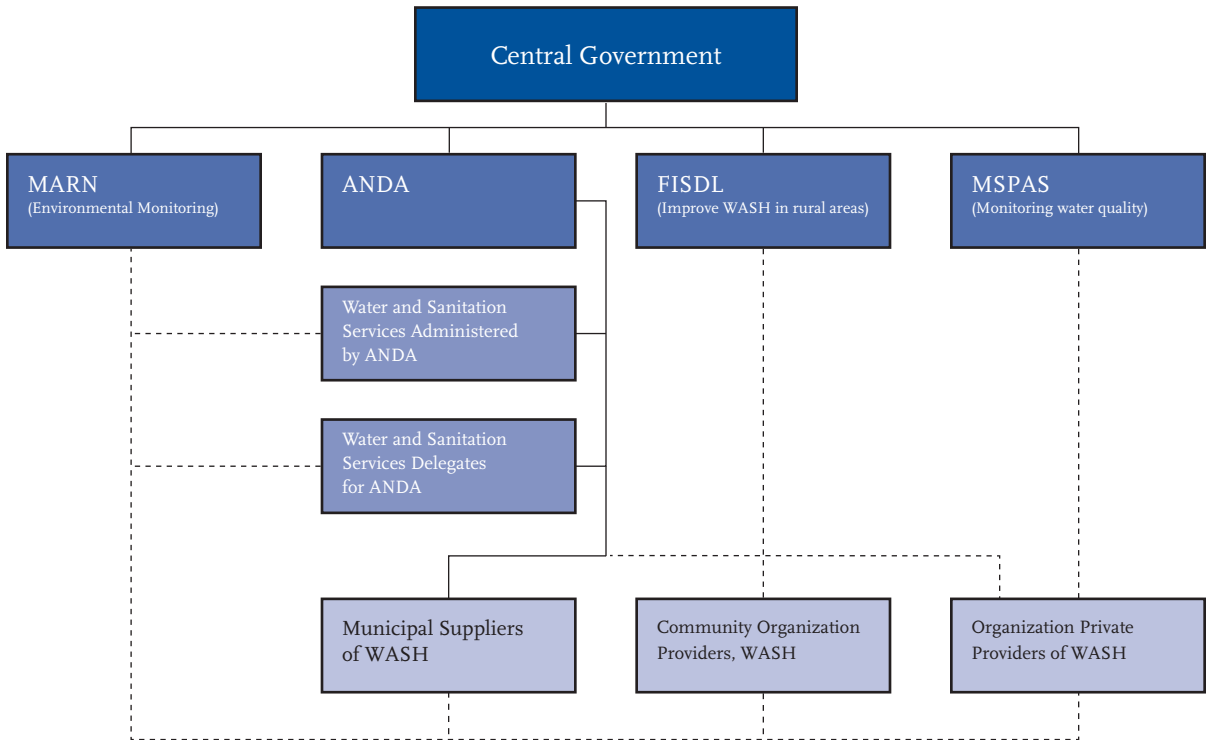 Central Government
MARN
(Environmental Monitoring)
ANDA
FISDL
(Improve WASH in rural areas)
MSPAS
(Monitoring water quality)
Water and Sanitation
Services Administered
by ANDA
Water and Sanitation
Services Delegates
for ANDA
Municipal Suppliers
of WASH
Community Organization
Providers, WASH
Organization Private
Providers of WASH